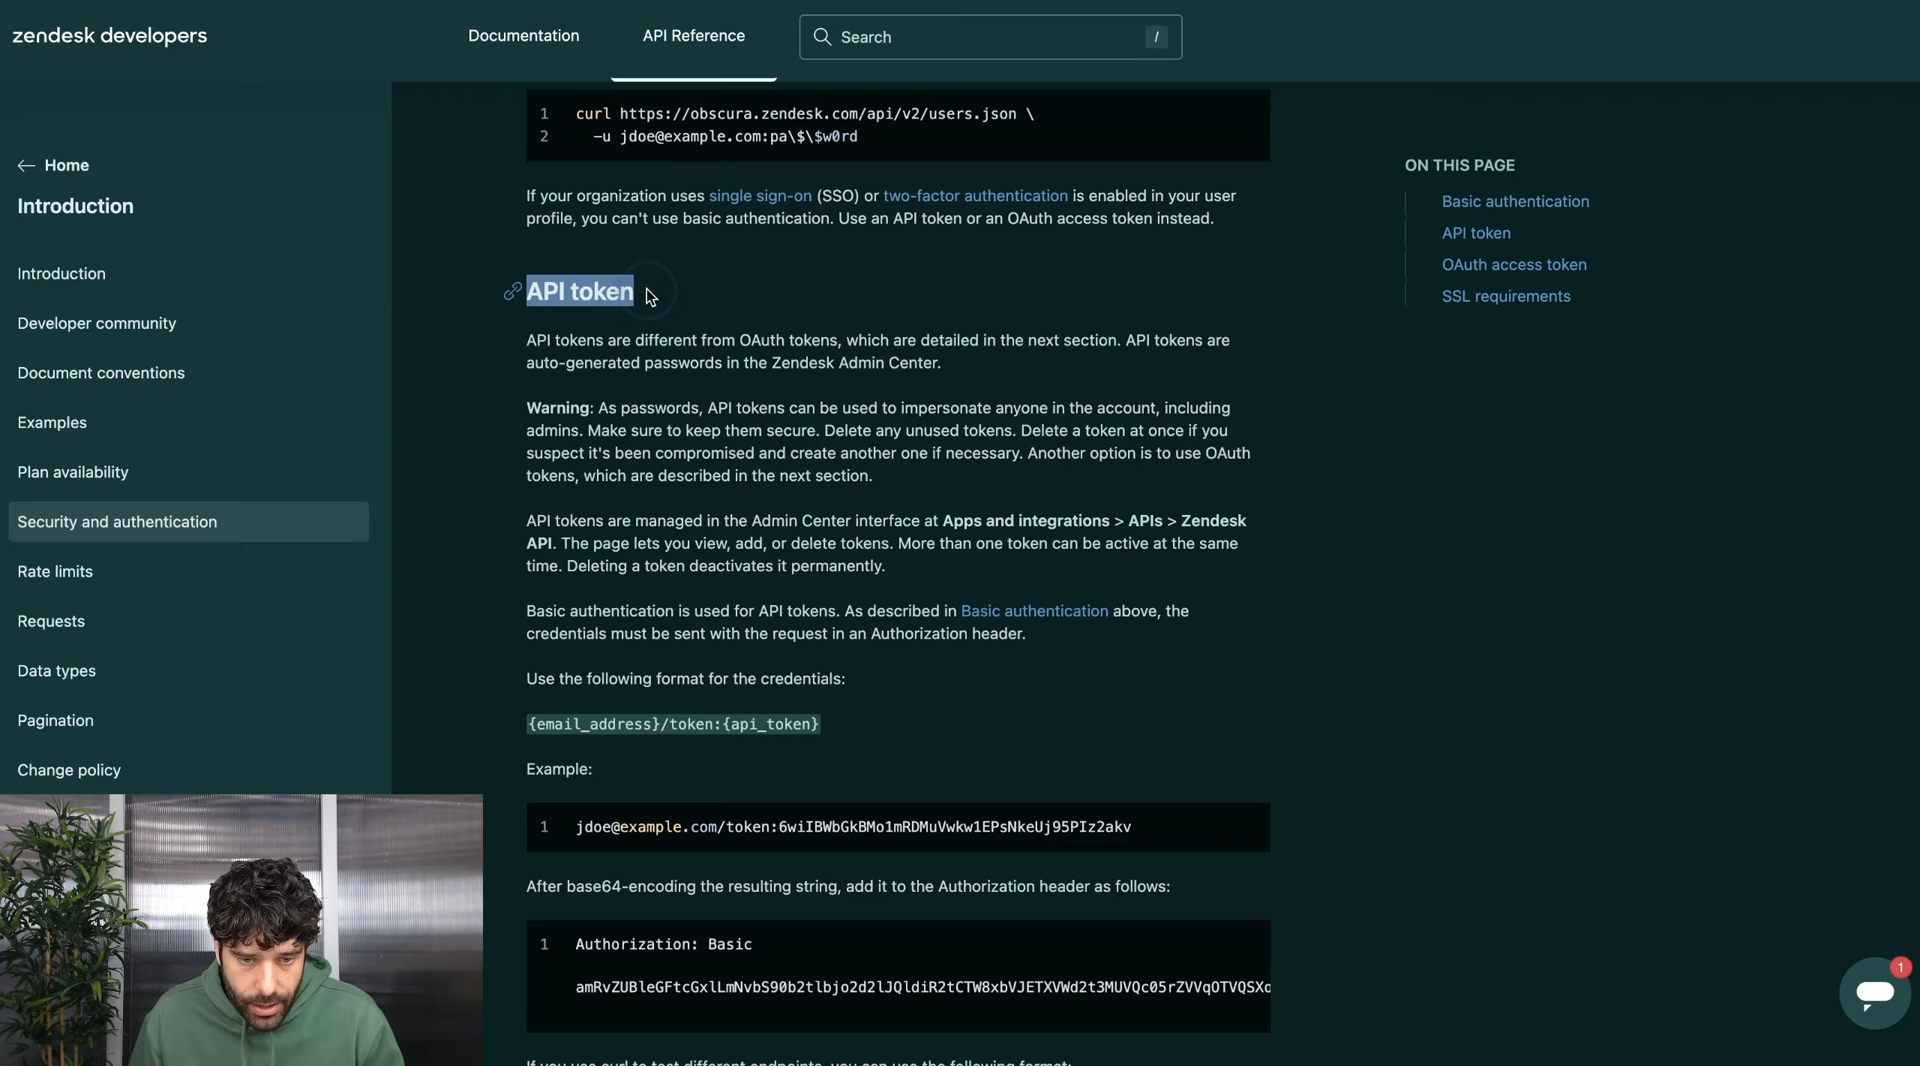 zendesk developers
Documentation
API Reference
Search
/
Home
Introduction
Introduction
Developer community
Document conventions
Examples
Plan availability
Security and authentication
Rate limits
Requests
Data types
Pagination
Change policy
1 curl https://obscura.zendesk.com/api/v2/users.json \
2 -u jdoe@example.com:pa\$\$w0rd
If your organization uses single sign-on (SSO) or two-factor authentication is enabled in your user
profile, you can't use basic authentication. Use an API token or an OAuth access token instead.
API token
API tokens are different from OAuth tokens, which are detailed in the next section. API tokens are
auto-generated passwords in the Zendesk Admin Center.
Warning: As passwords, API tokens can be used to impersonate anyone in the account, including
admins. Make sure to keep them secure. Delete any unused tokens. Delete a token at once if you
suspect it's been compromised and create another one if necessary. Another option is to use OAuth
tokens, which are described in the next section.
API tokens are managed in the Admin Center interface at Apps and integrations > APIs > Zendesk
API. The page lets you view, add, or delete tokens. More than one token can be active at the same
time. Deleting a token deactivates it permanently.
Basic authentication is used for API tokens. As described in Basic authentication above, the
credentials must be sent with the request in an Authorization header.
Use the following format for the credentials:
{email_address}/token:{api_token}
Example:
1 jdoe@example.com/token:6wiIBWbGkBMo1mRDMuVwkw1EPsNkeUj95PIz2akv
After base64-encoding the resulting string, add it to the Authorization header as follows:
1 Authorization: Basic
amRvZUBleGFtcGxlLmNvbS90b2tlbjo2d2lJQldiR2tCTW8xbVJETXVWd2t3MUVQc05rZVVqOTVQSXo
If you use curl to test different endpoints, you can use the following format:
ON THIS PAGE
Basic authentication
API token
OAuth access token
SSL requirements
1